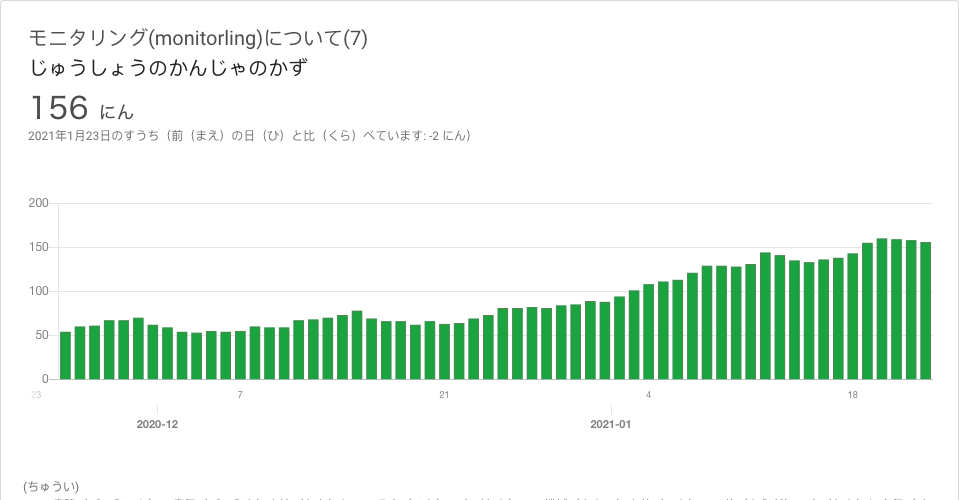 モニタリング(monitorling)について(7)
じゅうしょうのかんじゃのかず
156 にん
2021年1月23日のすうち（前（まえ）の日（ひ）と比（くら）べています: -2 にん）
200
150
100
50
0
23 7 21 4 18
2020-12 2021-01
(ちゅうい)